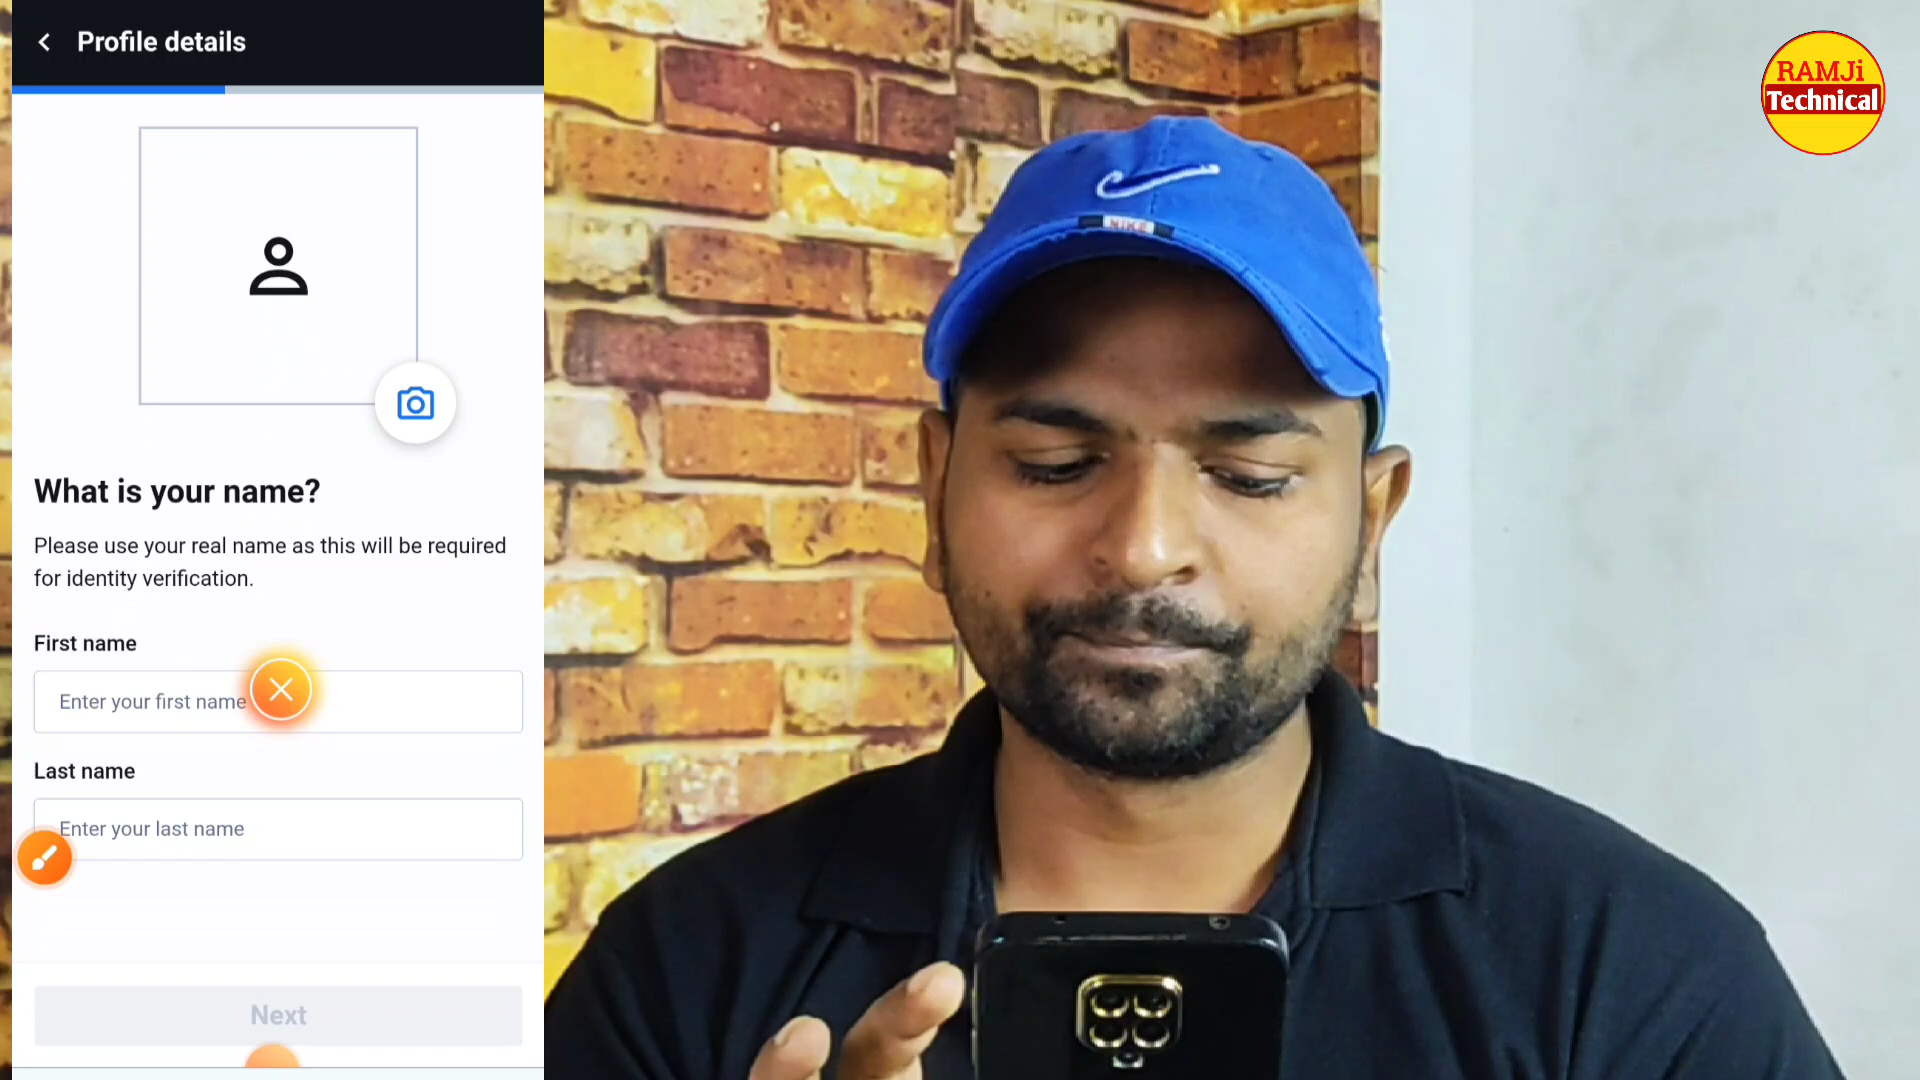 Profile details
What is your name?
Please use your real name as this will be required
for identity verification.
First name
Enter your first name
Last name
Enter your last name
Next
NIKE
RAMJi
Technical